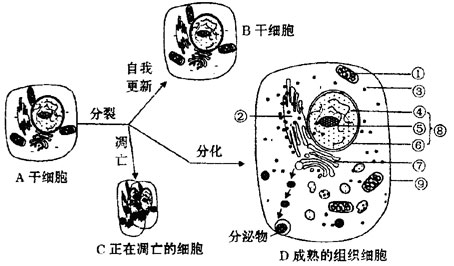 B 干细胞
自我
更新
分裂
凋亡
分化
A 干细胞
C 正在凋亡的细胞
①
③
②
④
⑤
⑧
⑥
⑦
⑨
分泌物
D 成熟的组织细胞